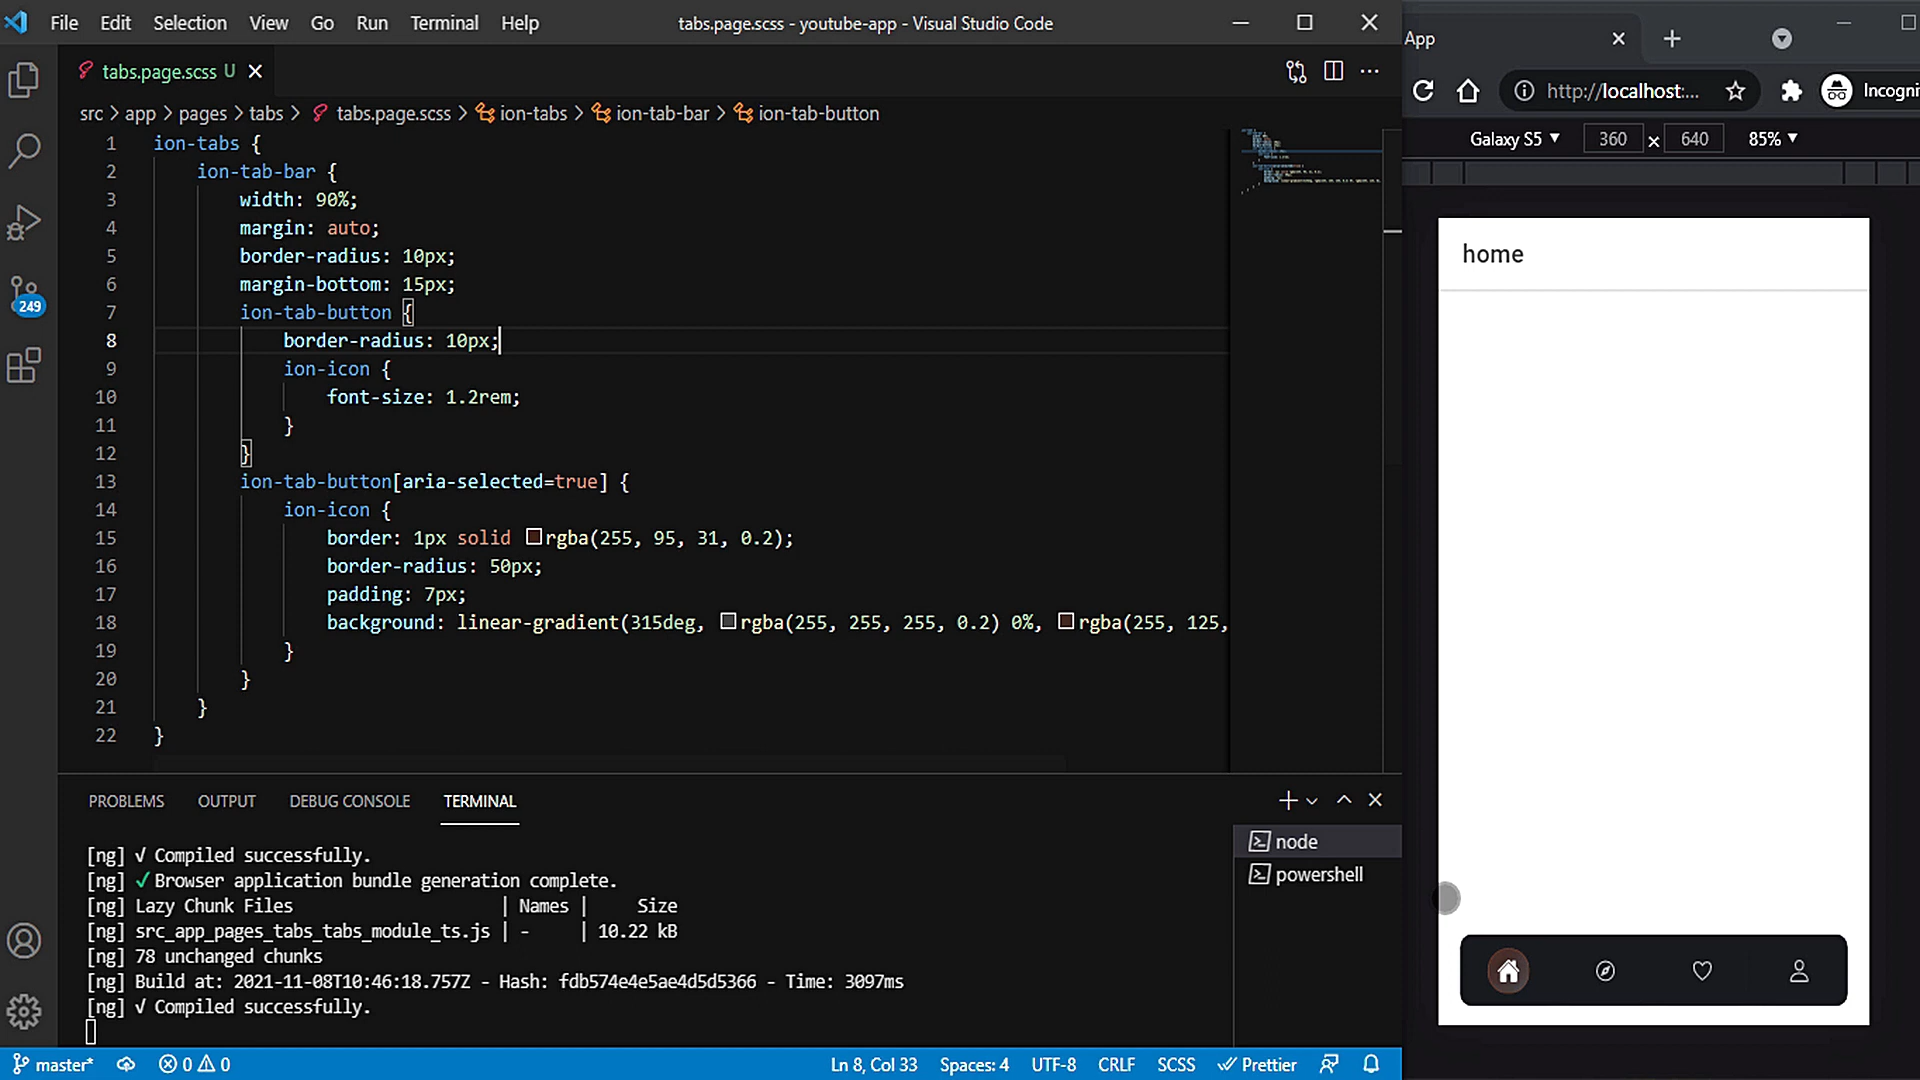 File Edit Selection View Go Run Terminal Help tabs.page.scss - youtube-app - Visual Studio Code
tabs.page.scss U
src > app > pages > tabs > tabs.page.scss > ion-tabs > ion-tab-bar > ion-tab-button
1 ion-tabs {
2 ion-tab-bar {
3 width: 90%;
4 margin: auto;
5 border-radius: 10px;
6 margin-bottom: 15px;
7 ion-tab-button {
8 border-radius: 10px;
9 ion-icon {
10 font-size: 1.2rem;
11 }
12 }
13 ion-tab-button[aria-selected=true] {
14 ion-icon {
15 border: 1px solid rgba(255, 95, 31, 0.2);
16 border-radius: 50px;
17 padding: 7px;
18 background: linear-gradient(315deg, rgba(255, 255, 255, 0.2) 0%, rgba(255, 125,
19 }
20 }
21 }
22 }
249
PROBLEMS OUTPUT DEBUG CONSOLE TERMINAL
[ng] √ Compiled successfully.
[ng] ✓Browser application bundle generation complete.
[ng] Lazy Chunk Files | Names | Size
[ng] src_app_pages_tabs_tabs_module_ts.js | - | 10.22 kB
[ng] 78 unchanged chunks
[ng] Build at: 2021-11-08T10:46:18.757Z - Hash: fdb574e4e5ae4d5d5366 - Time: 3097ms
[ng] √ Compiled successfully.
node
powershell
master* 0 0 Ln 8, Col 33 Spaces: 4 UTF-8 CRLF SCSS Prettier
App
http://localhost:... Incogni
Galaxy S5 360 x 640 85%
home